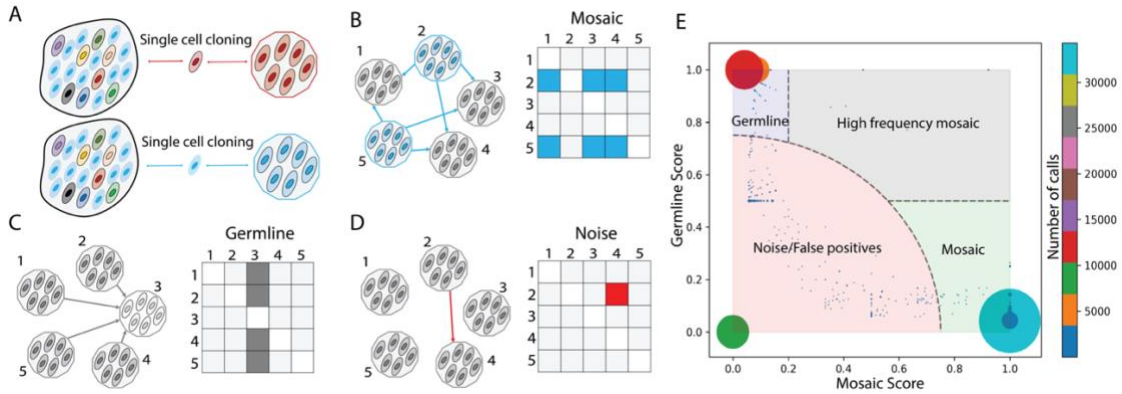 A
Single cell cloning
Single cell cloning
B
Mosaic
1
2
3
4
5
1 2 3 4 5
1
2
3
4
5
C
Germline
1
2
3
4
5
1 2 3 4 5
1
2
3
4
5
D
Noise
1
2
3
4
5
1 2 3 4 5
1
2
3
4
5
E
Germline Score
1.0
0.8
0.6
0.4
0.2
0.0
Germline
High frequency mosaic
Noise/False positives
Mosaic
0.0 0.2 0.4 0.6 0.8 1.0
Mosaic Score
Number of calls
30000
25000
20000
15000
10000
5000